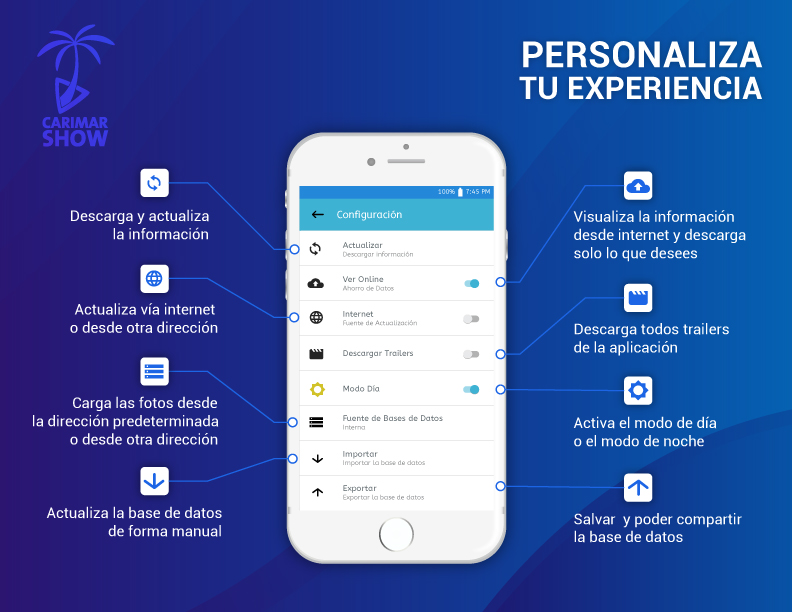 CARIMAR
SHOW
PERSONALIZA
TU EXPERIENCIA
Descarga y actualiza
la información
Actualiza vía internet
o desde otra dirección
Carga las fotos desde
la dirección predeterminada
o desde otra dirección
Actualiza la base de datos
de forma manual
100% 7:45 PM
Configuración
Actualizar
Descargar información
Ver Online
Ahorro de Datos
Internet
Fuente de Actualización
Descargar Trailers
Modo Día
Fuente de Bases de Datos
Interna
Importar
Importar la base de datos
Exportar
Exportar la base de datos
Visualiza la información
desde internet y descarga
solo lo que desees
Descarga todos trailers
de la aplicación
Activa el modo de día
o el modo de noche
Salvar y poder compartir
la base de datos